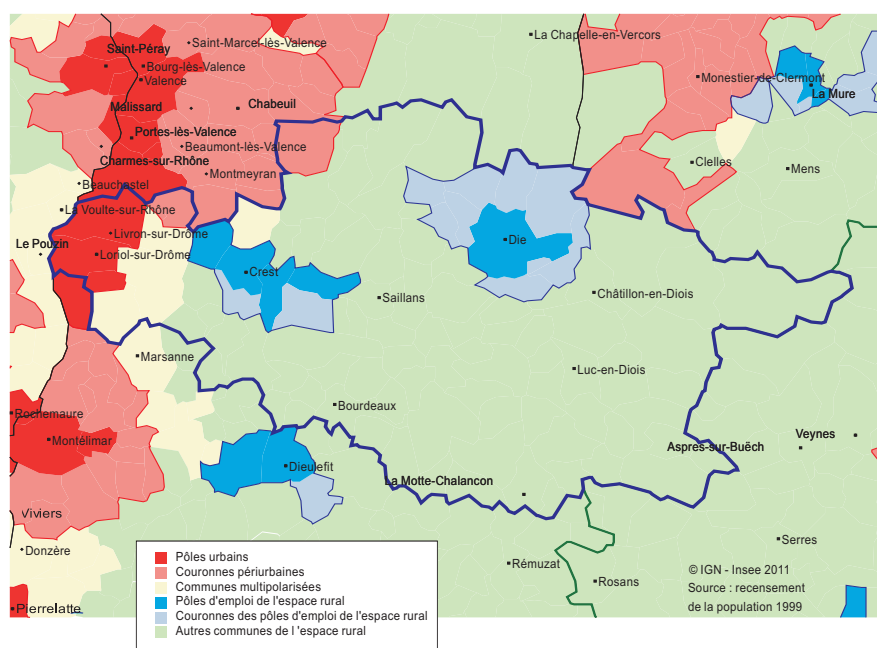 Saint-Marcel-lès-Valence
La Chapelle-en-Vercors
Saint-Péray
Bourg-lès-Valence
Valence
Monestier-de-Clermont
La Mure
Malissard
Chabeuil
Portes-lès-Valence
Beaumont-lès-Valence
Charmes-sur-Rhône
Clelles
Mens
Montmeyran
Beauchastel
La Voulte-sur-Rhône
Livron-sur-Drôme
Le Pouzin
Loriol-sur-Drôme
Die
Crest
Saillans
Châtillon-en-Diois
Marsanne
Luc-en-Diois
Bourdeaux
Rochemaure
Montélimar
Veynes
Aspres-sur-Buëch
Dieulefit
La Motte-Chalancon
Viviers
Donzère
Serres
Rémuzat
Rosans
Pierrelatte
Pôles urbains
Couronnes périurbaines
Communes multipolarisées
Pôles d'emploi de l'espace rural
Couronnes des pôles d'emploi de l'espace rural
Autres communes de l 'espace rural
© IGN - Insee 2011
Source : recensement
de la population 1999